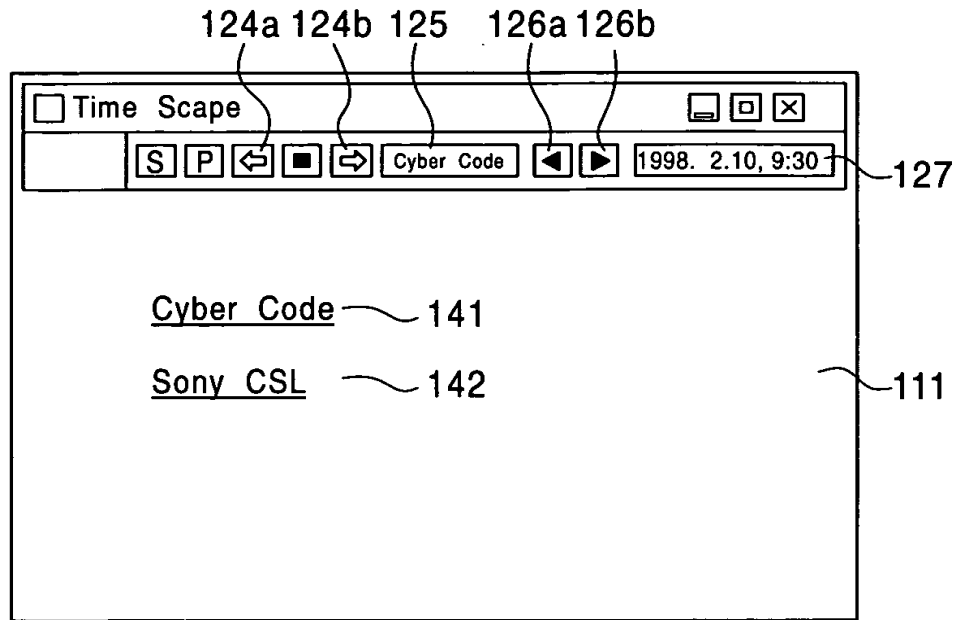 124a 124b 125 126a 126b
Time Scape
S P Cyber Code 1998. 2.10, 9:30
127
Cyber Code 141
Sony CSL 142
111